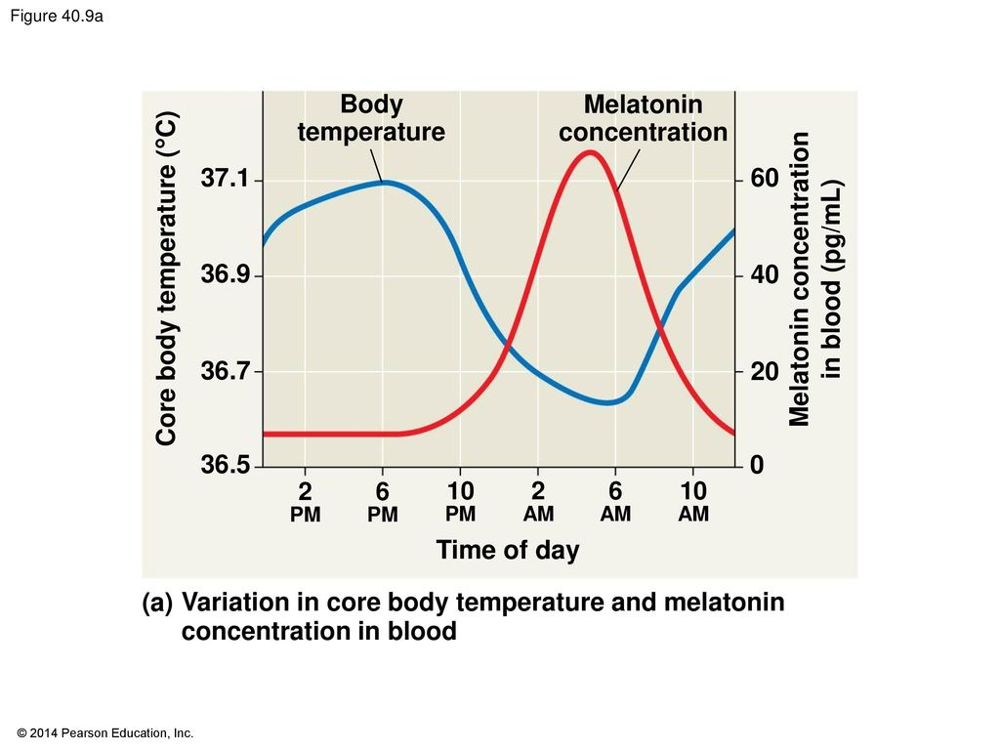 Figure 40.9a
Body
temperature
Melatonin
concentration
Core body temperature (°C)
37.1
36.9
36.7
36.5
60
40
20
0
Melatonin concentration
in blood (pg/mL)
2
PM
6
PM
10
PM
2
AM
6
AM
10
AM
Time of day
(a) Variation in core body temperature and melatonin
concentration in blood
© 2014 Pearson Education, Inc.